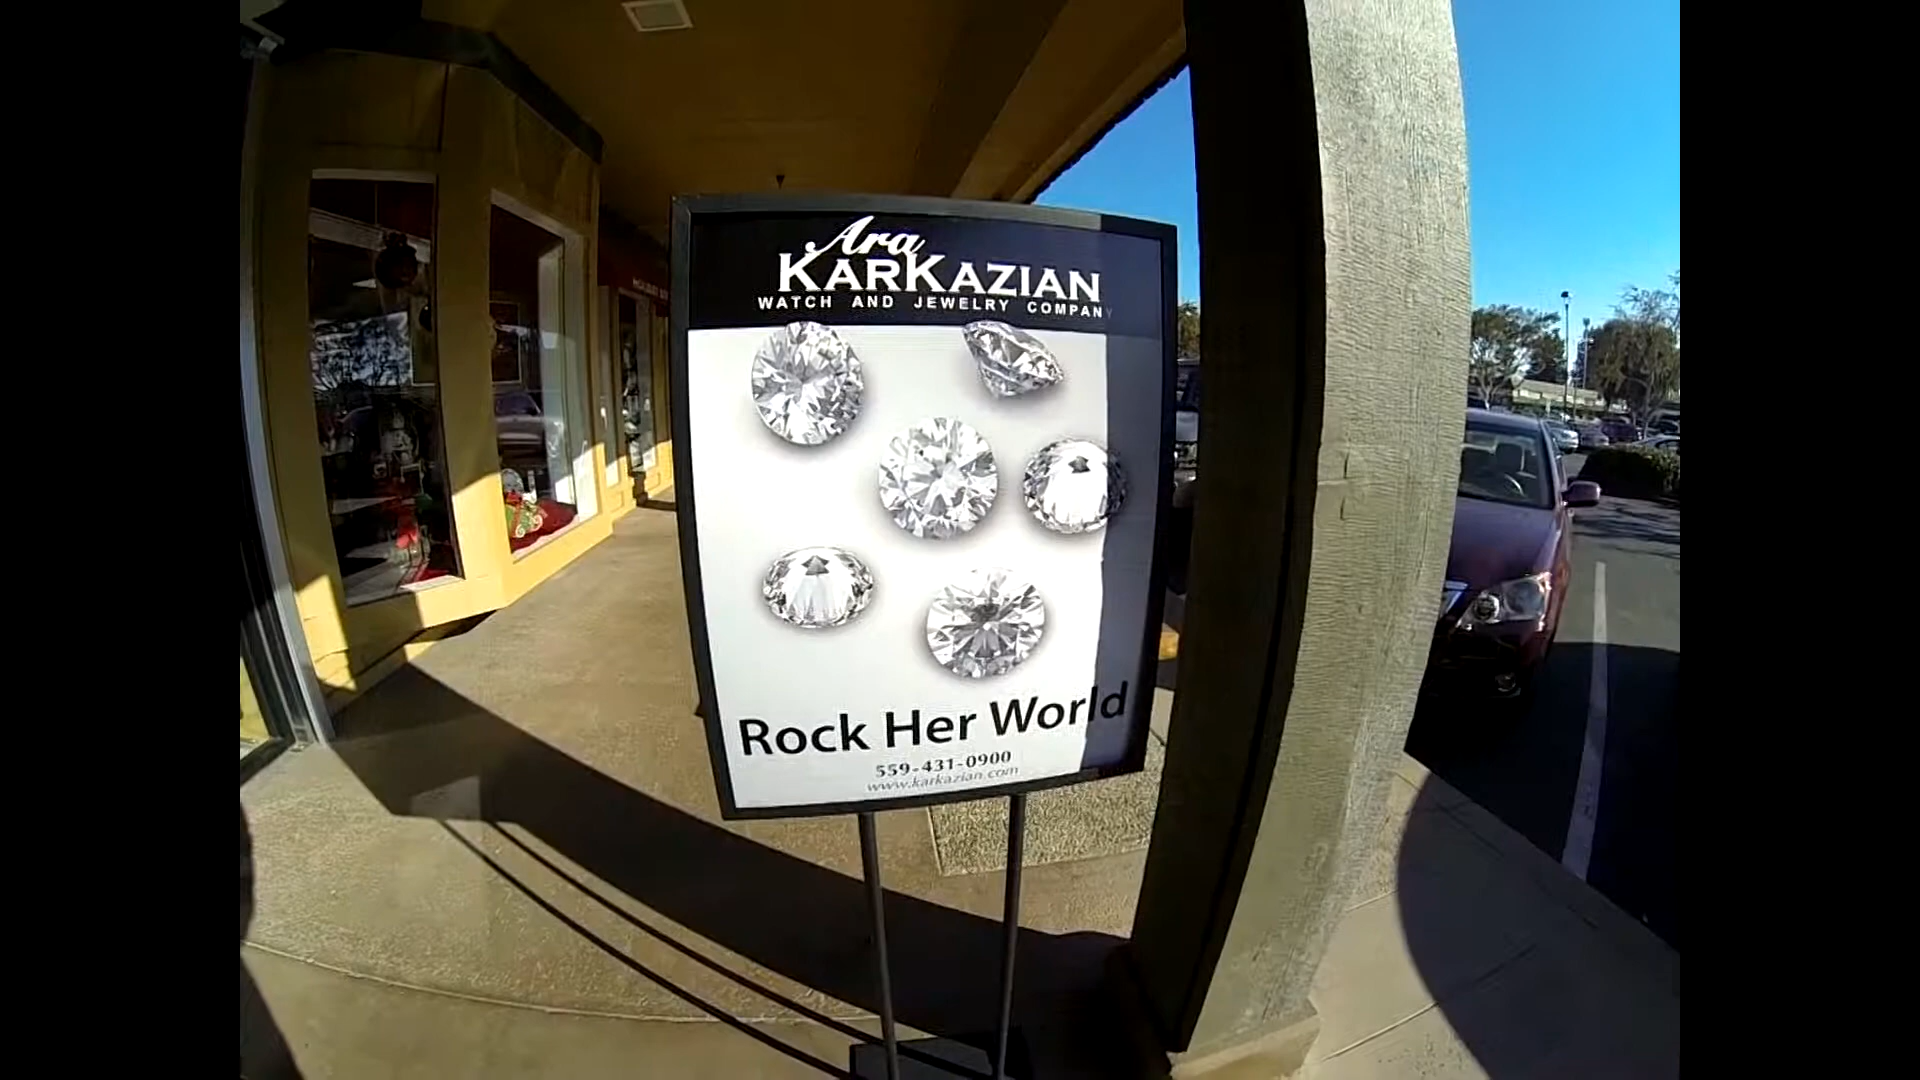 Ara
KARKAZIAN
WATCH AND JEWELRY COMPANY
Rock Her World
559-431-0900
www.karkazian.com